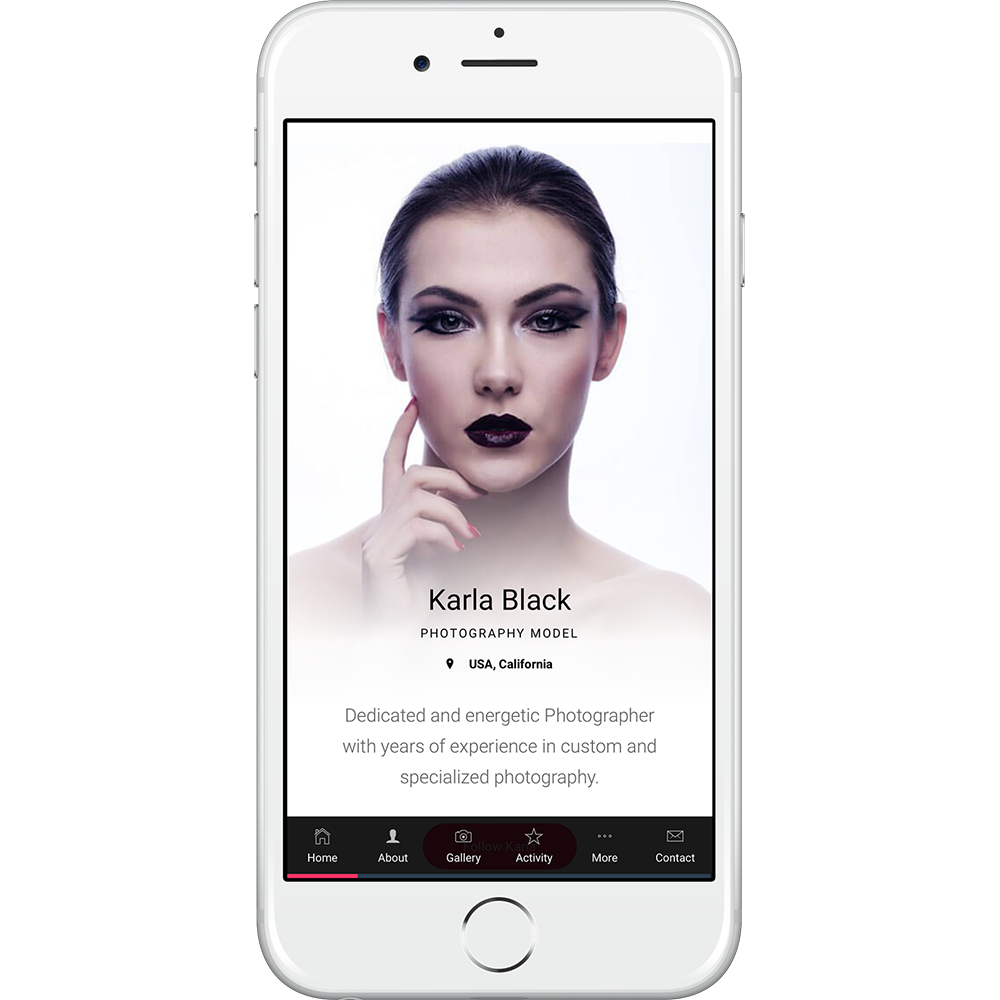 Karla Black
PHOTOGRAPHY MODEL
USA, California
Dedicated and energetic Photographer
with years of experience in custom and
specialized photography.
Follow Karla
Home About Gallery Activity More Contact